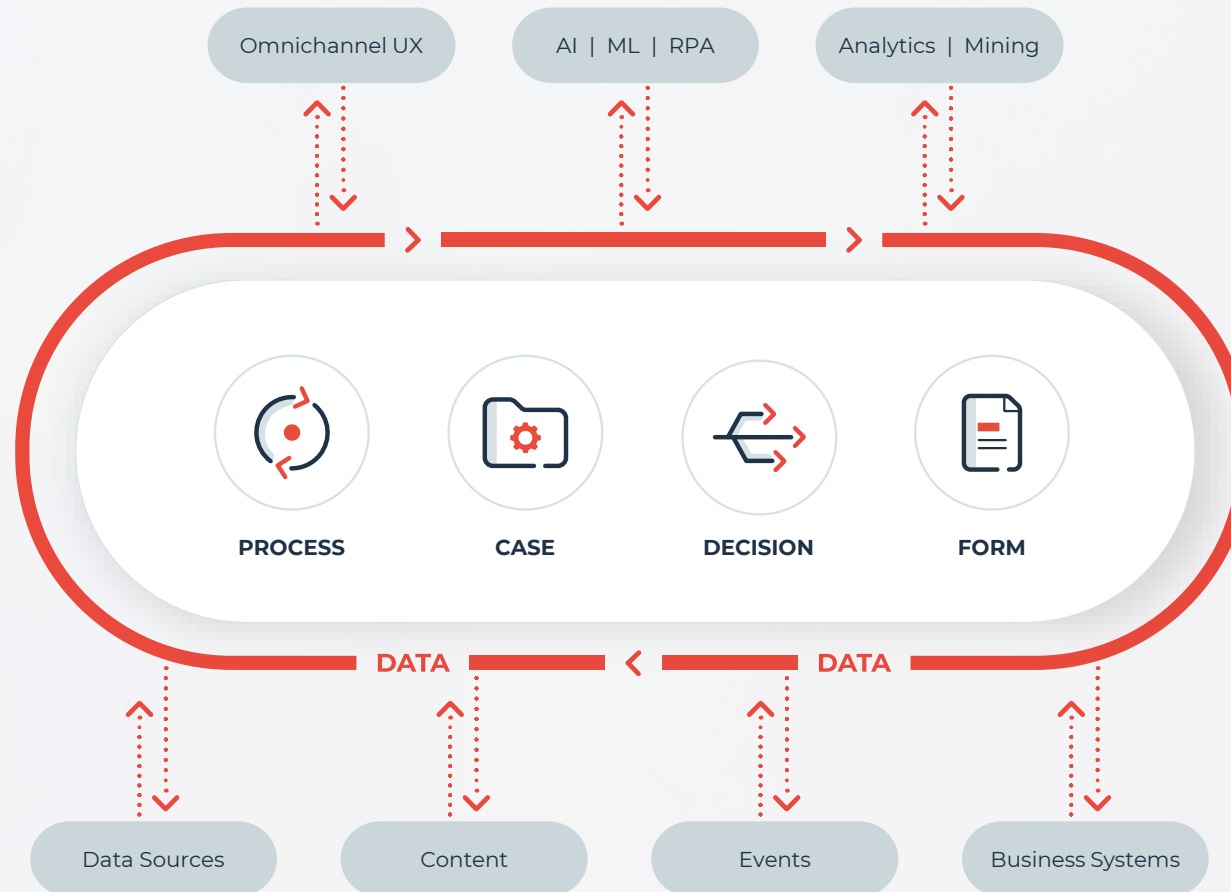 Omnichannel UX
AI | ML | RPA
Analytics | Mining
PROCESS
CASE
DECISION
FORM
DATA
DATA
Data Sources
Content
Events
Business Systems